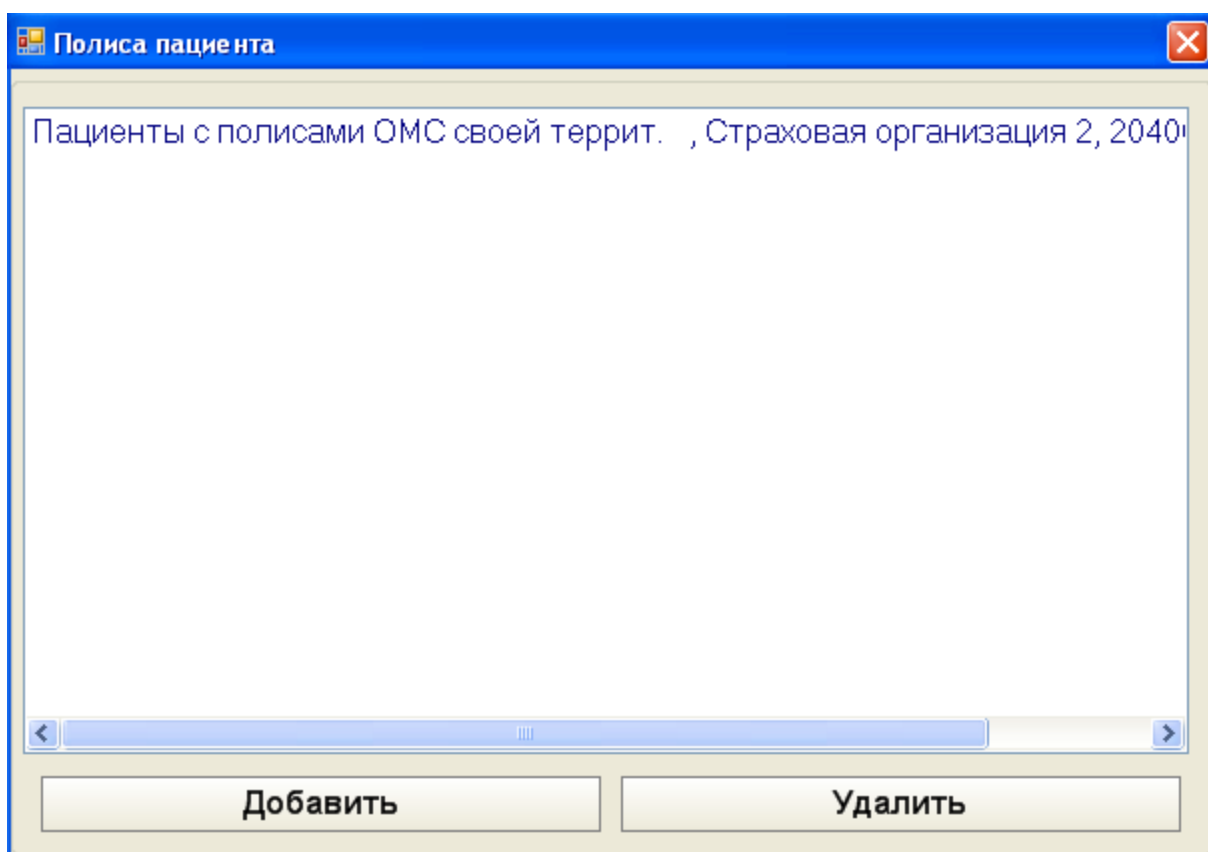 Полиса пациента
Пациенты с полисами ОМС своей террит. , Страховая организация 2, 2040
Добавить
Удалить